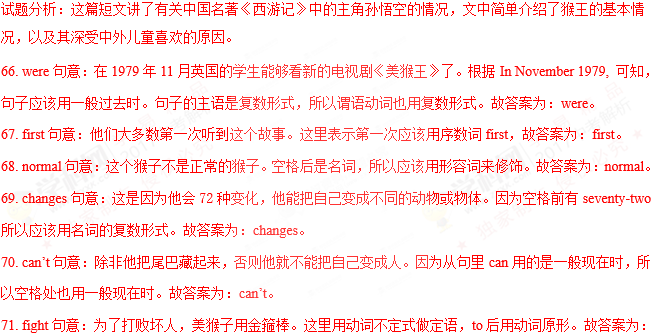 试题分析：这篇短文讲了有关中国名著《西游记》中的主角孙悟空的情况，文中简单介绍了猴王的基本情
况，以及其深受中外儿童喜欢的原因。
66. were 句意：在 1979 年 11 月英国的学生能够看新的电视剧《美猴王》了。根据 In November 1979, 可知，
句子应该用一般过去时。句子的主语是复数形式，所以谓语动词也用复数形式。故答案为：were。
67. first 句意：他们大多数第一次听到这个故事。这里表示第一次应该用序数词 first，故答案为：first。
68. normal 句意：这个猴子不是正常的猴子。空格后是名词，所以应该用形容词来修饰。故答案为：normal。
69. changes 句意：这是因为他会 72 种变化，他能把自己变成不同的动物或物体。因为空格前有 seventy-two
所以应该用名词的复数形式。故答案为：changes。
70. can’t 句意：除非他把尾巴藏起来，否则他就不能把自己变成人。因为从句里 can 用的是一般现在时，所
以空格处也用一般现在时。故答案为：can’t。
71. fight 句意：为了打败坏人，美猴子用金箍棒。这里用动词不定式做定语，to 后用动词原形。故答案为：